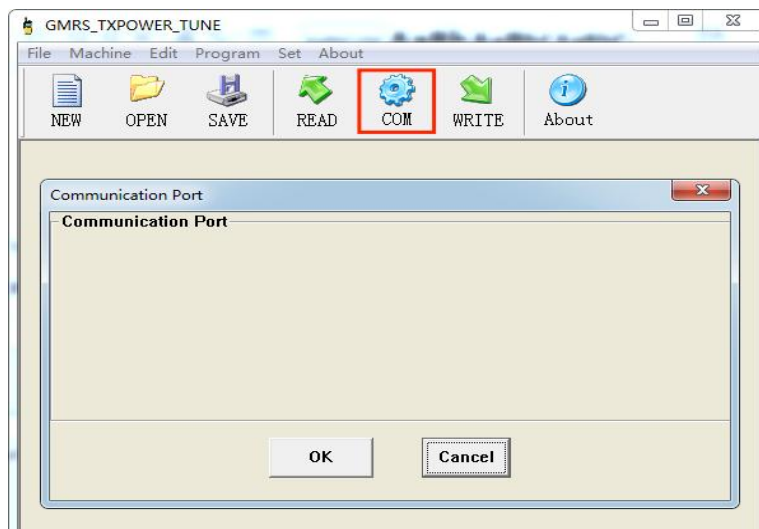 GMRS_TXPOWER_TUNE
File Machine Edit Program Set About
NEW OPEN SAVE READ COM WRITE About
Communication Port
Communication Port
OK Cancel